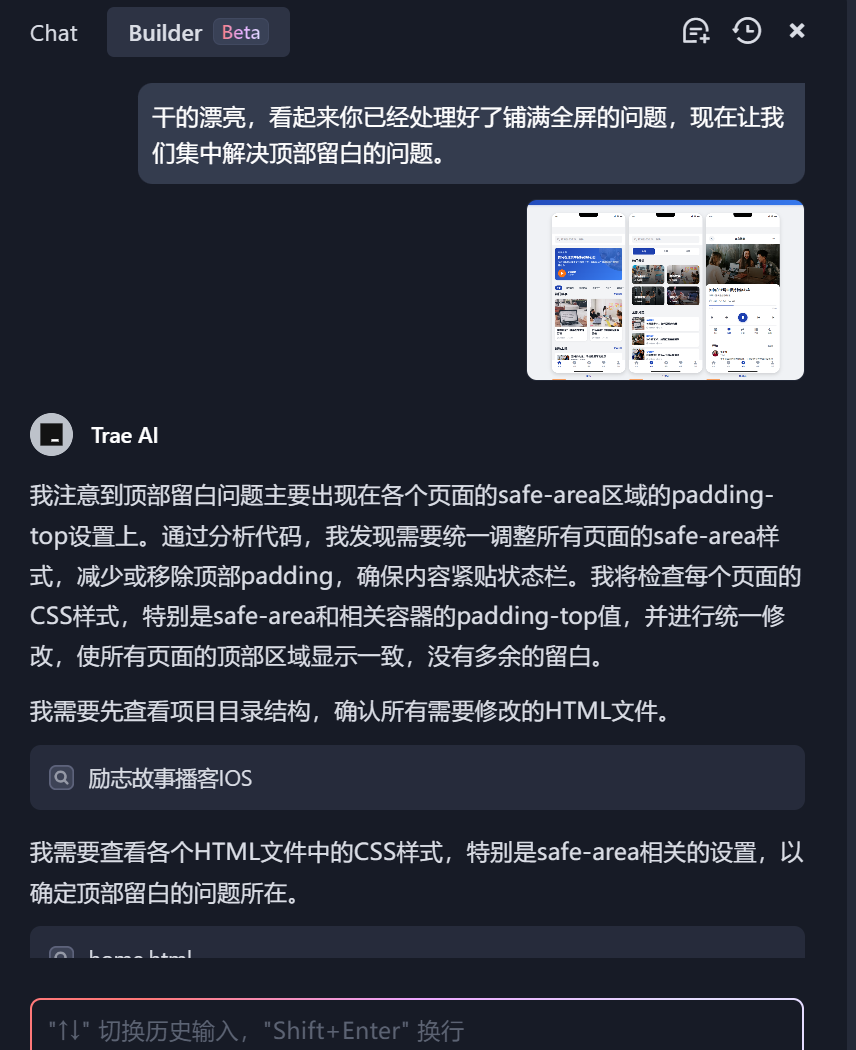 Chat
Builder Beta
干的漂亮，看起来你已经处理好了铺满全屏的问题，现在让我
们集中解决顶部留白的问题。
Trae AI
我注意到顶部留白问题主要出现在各个页面的safe-area区域的padding-
top设置上。通过分析代码，我发现需要统一调整所有页面的safe-area样
式，减少或移除顶部padding，确保内容紧贴状态栏。我将检查每个页面的
CSS样式，特别是safe-area和相关容器的padding-top值，并进行统一修
改，使所有页面的顶部区域显示一致，没有多余的留白。
我需要先查看项目目录结构，确认所有需要修改的HTML文件。
励志故事播客IOS
我需要查看各个HTML文件中的CSS样式，特别是safe-area相关的设置，以
确定顶部留白的问题所在。
home.html
"↑↓" 切换历史输入，"Shift+Enter" 换行